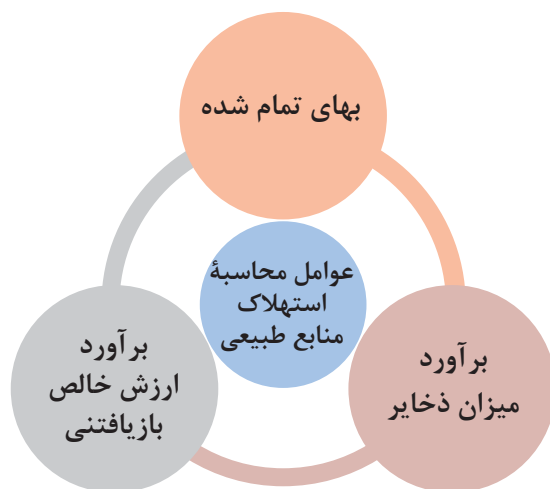 بهای تمام شده
عوامل محاسبهٔ
استهلاک
منابع طبیعی
برآورد
میزان ذخایر
برآورد
ارزش خالص
بازیافتنی